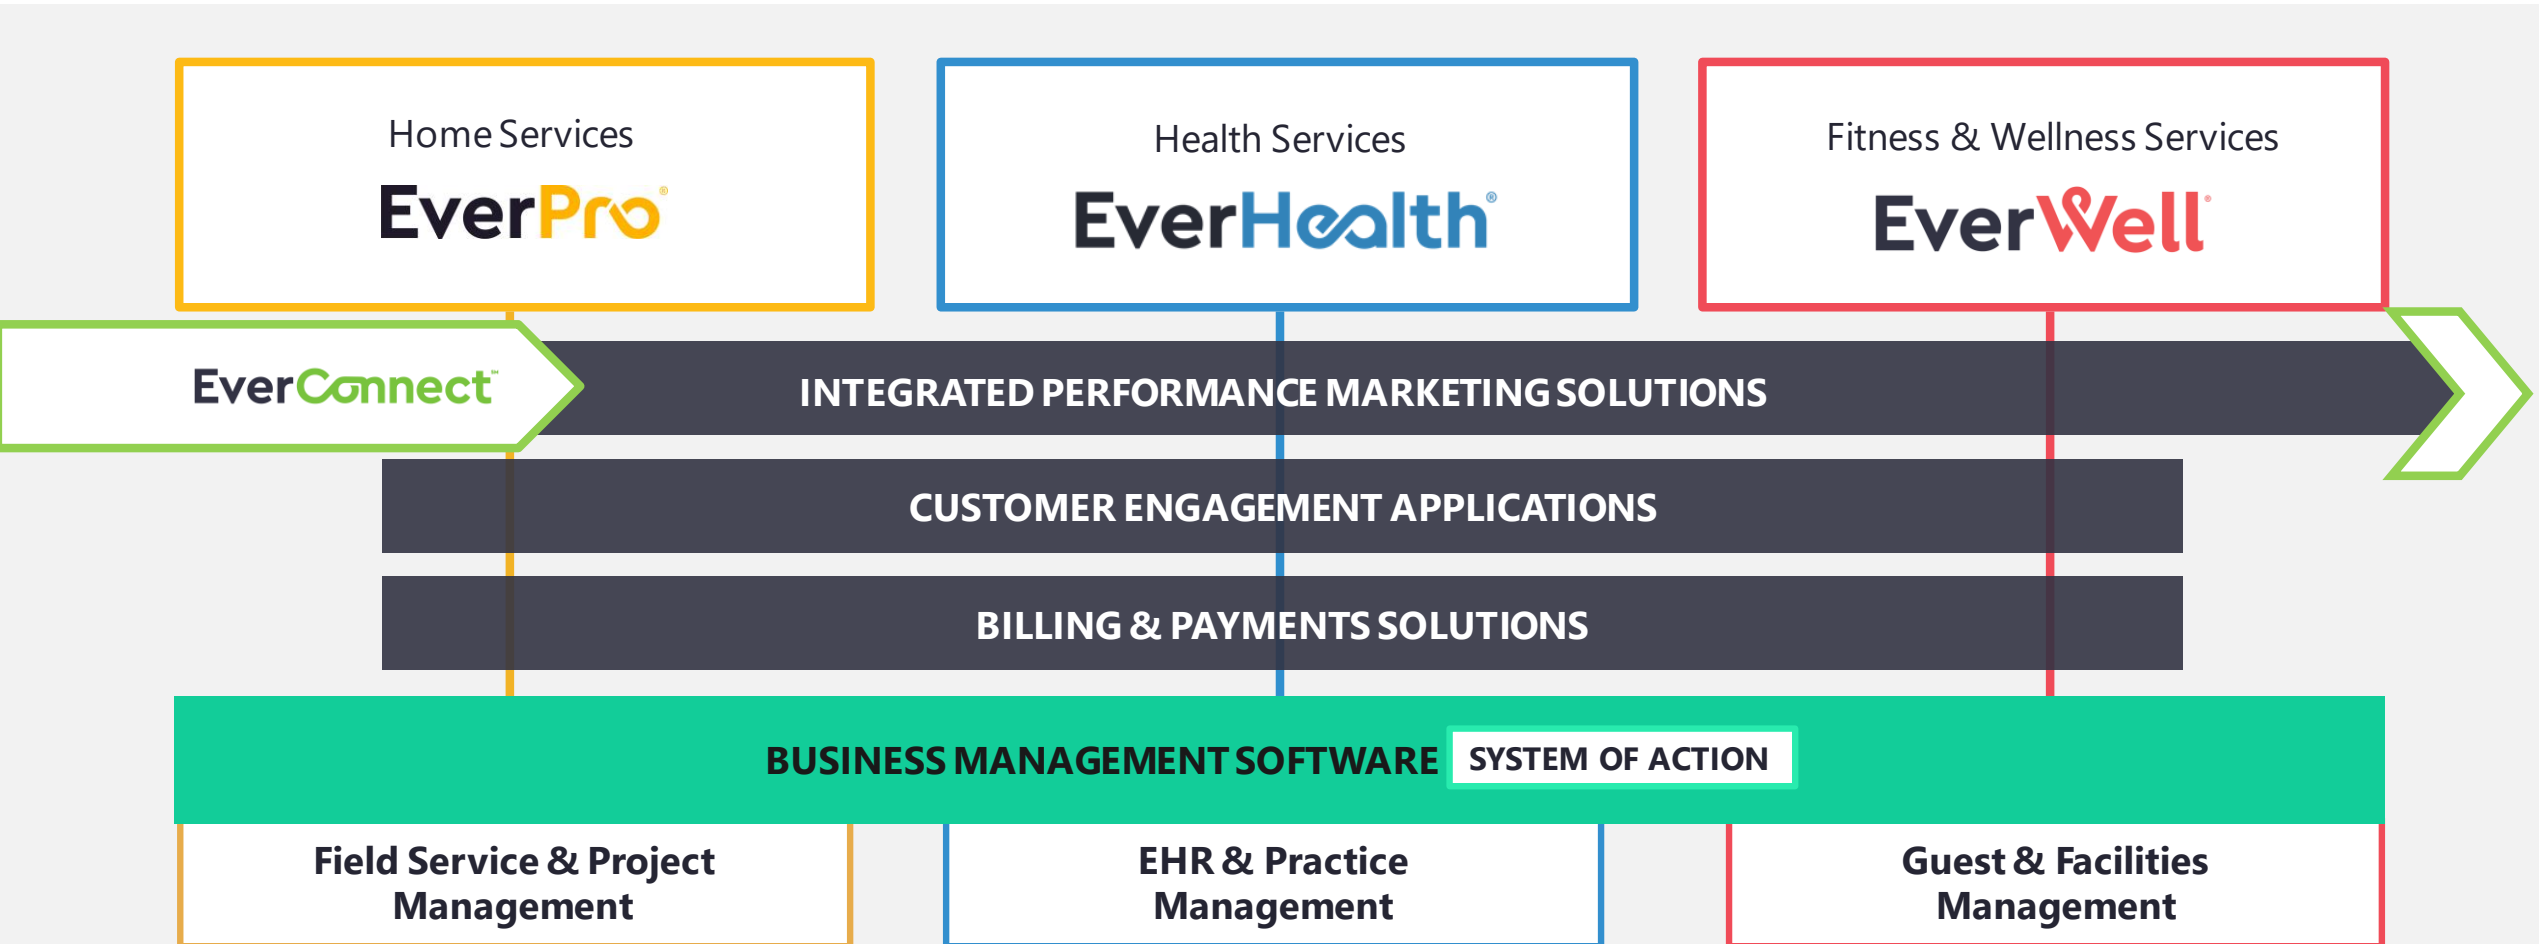 Home Services
EverPro®
Health Services
EverHealth®
Fitness & Wellness Services
EverWell
EverConnect™
INTEGRATED PERFORMANCE MARKETING SOLUTIONS
CUSTOMER ENGAGEMENT APPLICATIONS
BILLING & PAYMENTS SOLUTIONS
BUSINESS MANAGEMENT SOFTWARE SYSTEM OF ACTION
Field Service & Project
Management
EHR & Practice
Management
Guest & Facilities
Management